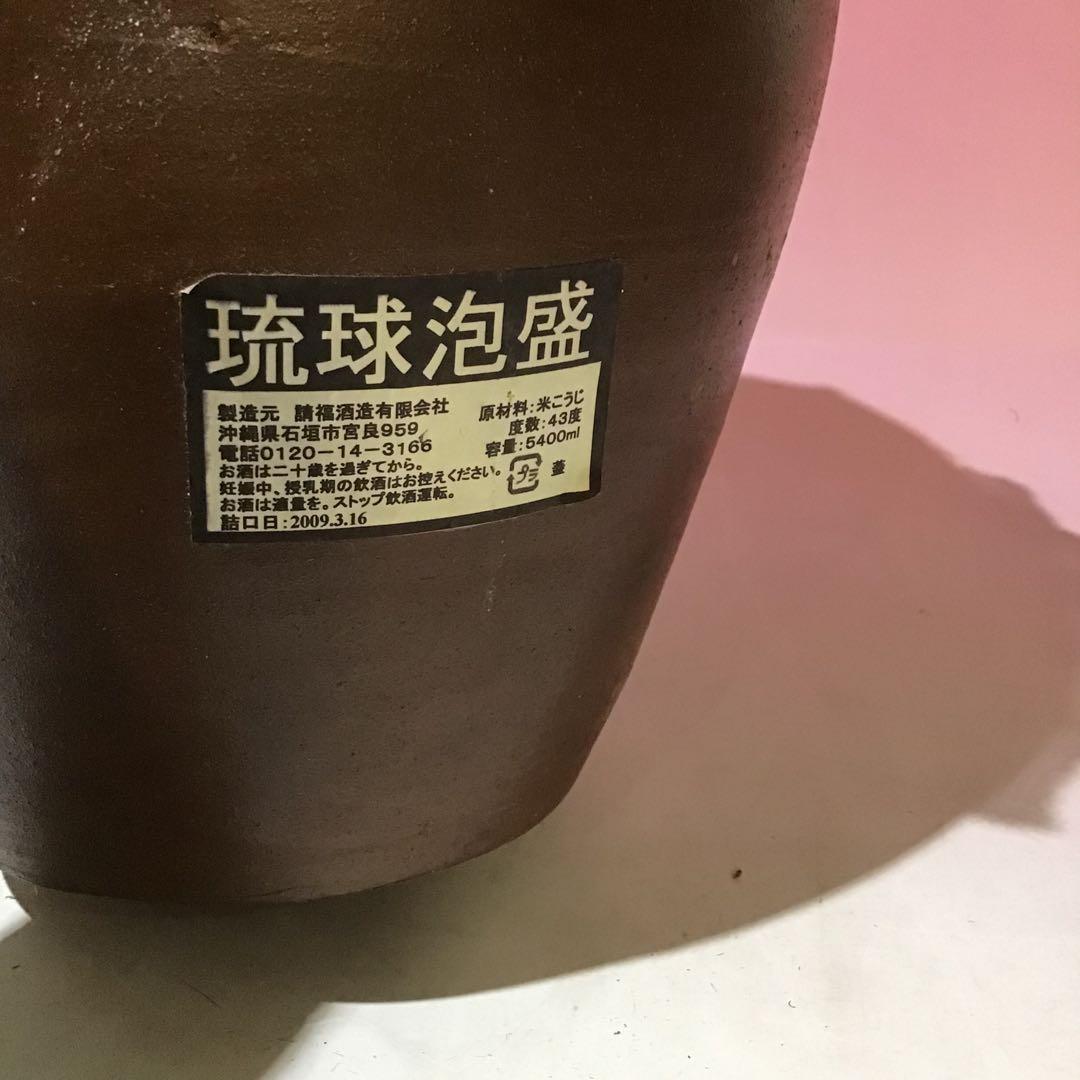 琉球泡盛
製造元 請福酒造有限会社
沖縄県石垣市宮良959
電話0120-14-3166
お酒は二十歳を過ぎてから。
妊娠中、授乳期の飲酒はお控えください。
お酒は適量を。ストップ飲酒運転。
詰口日:2009.3.16
原材料:米こうじ
度数:43度
容量:5400ml
プラ 蓋